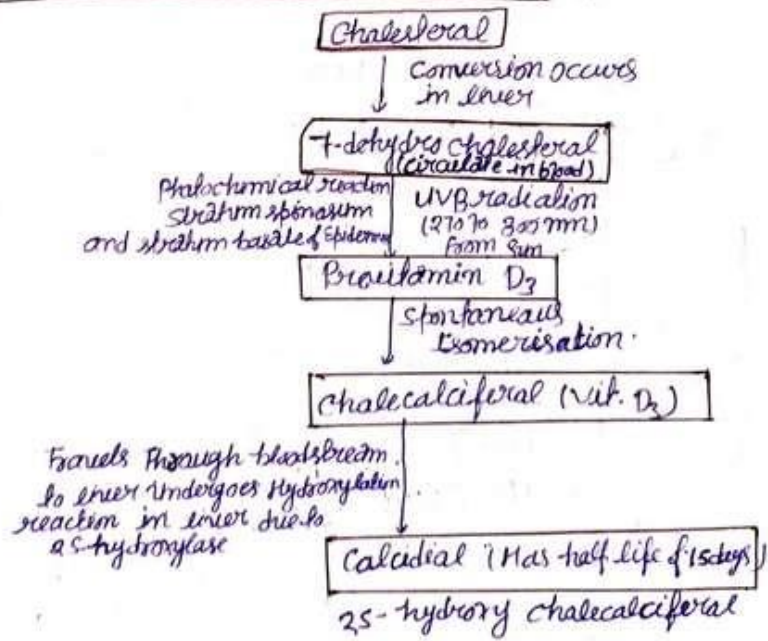 Cholesterol
Conversion occurs
in liver
7-dehydro cholesterol
(circulate in blood)
Photochemical reaction
stratum spinosum
and stratum basale of Epidermis
UVB radiation
(270 to 300 nm)
from sun
Previtamin D3
spontaneous
Isomerisation.
Cholecalciferol (Vit. D3)
Travels Through bloodstream
to liver Undergoes Hydroxylation
reaction in liver due to
25-hydroxylase
Calcidiol (Has half life of 15 days)
25-hydroxy cholecalciferol